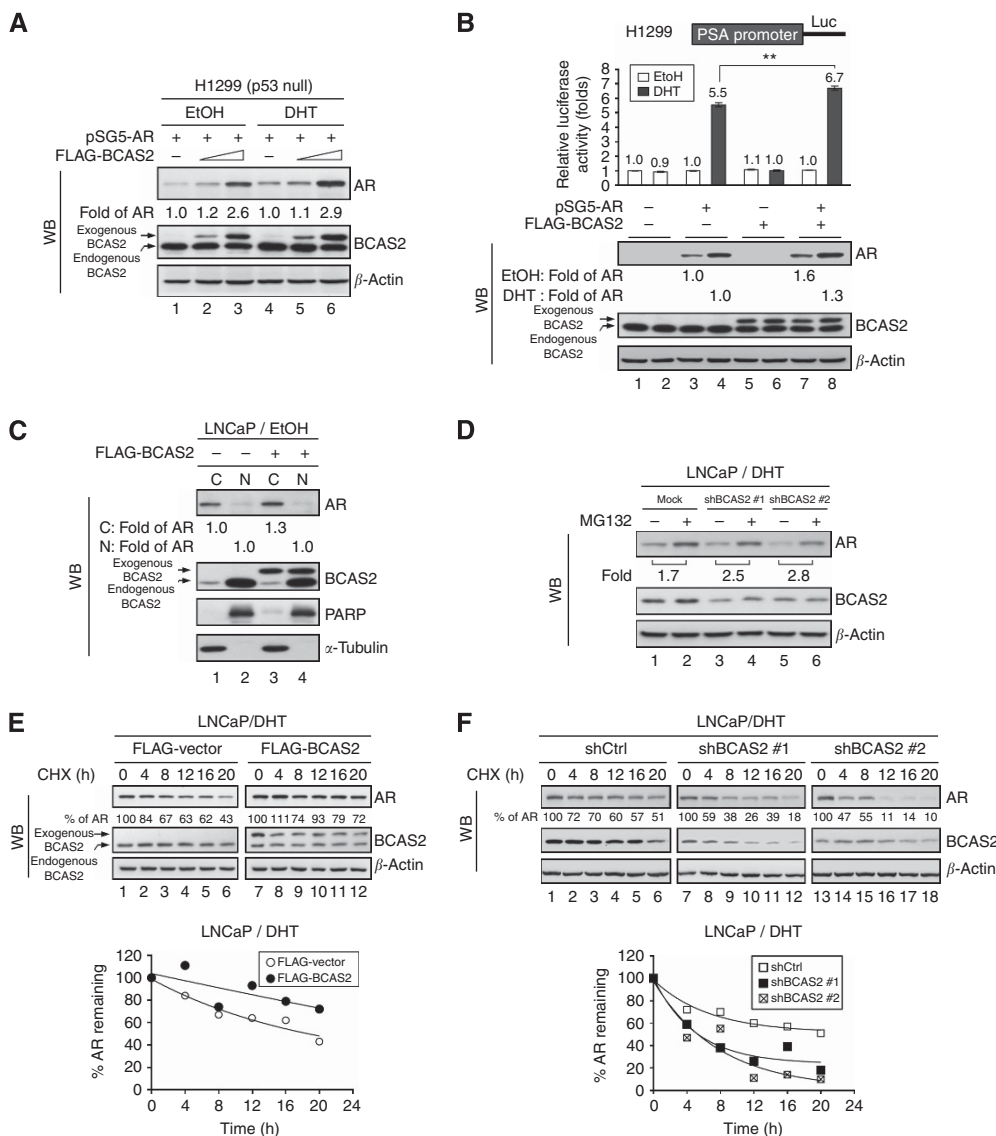 A
H1299 (p53 null)
EtOH DHT
pSG5-AR + + + + + +
FLAG-BCAS2 – –
WB
AR
Fold of AR 1.0 1.2 2.6 1.0 1.1 2.9
Exogenous BCAS2
Endogenous BCAS2
BCAS2
β-Actin
1 2 3 4 5 6
B
H1299 PSA promoter Luc
Relative luciferase activity (folds)
8
7
6
5
4
3
2
1
0
EtoH
DHT
**
1.0 0.9 1.0 5.5 1.1 1.0 1.0 6.7
pSG5-AR – + – +
FLAG-BCAS2 – – + +
WB
AR
EtOH: Fold of AR 1.0 1.6
DHT : Fold of AR 1.0 1.3
Exogenous BCAS2
Endogenous BCAS2
BCAS2
β-Actin
1 2 3 4 5 6 7 8
C
LNCaP / EtOH
FLAG-BCAS2 – – + +
C N C N
WB
AR
C: Fold of AR 1.0 1.3
N: Fold of AR 1.0 1.0
Exogenous BCAS2
Endogenous BCAS2
BCAS2
PARP
α-Tubulin
1 2 3 4
D
LNCaP / DHT
Mock shBCAS2 #1 shBCAS2 #2
MG132 – + – + – +
WB
AR
Fold 1.7 2.5 2.8
BCAS2
β-Actin
1 2 3 4 5 6
E
LNCaP/DHT
FLAG-vector FLAG-BCAS2
CHX (h) 0 4 8 12 16 20 0 4 8 12 16 20
WB
AR
% of AR 100 84 67 63 62 43 100 111 74 93 79 72
Exogenous BCAS2
Endogenous BCAS2
BCAS2
β-Actin
1 2 3 4 5 6 7 8 9 10 11 12
LNCaP / DHT
% AR remaining
120
100
80
60
40
20
0
FLAG-vector
FLAG-BCAS2
0 4 8 12 16 20 24
Time (h)
F
LNCaP/DHT
shCtrl shBCAS2 #1 shBCAS2 #2
CHX (h) 0 4 8 12 16 20 0 4 8 12 16 20 0 4 8 12 16 20
WB
AR
% of AR 100 72 70 60 57 51 100 59 38 26 39 18 100 47 55 11 14 10
BCAS2
β-Actin
1 2 3 4 5 6 7 8 9 10 11 12 13 14 15 16 17 18
LNCaP / DHT
% AR remaining
120
100
80
60
40
20
0
shCtrl
shBCAS2 #1
shBCAS2 #2
0 4 8 12 16 20 24
Time (h)